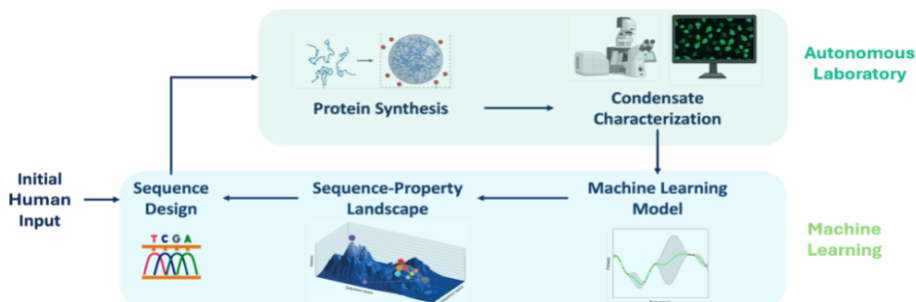 Autonomous
Laboratory
Protein Synthesis
Condensate
Characterization
Initial
Human
Input
Sequence
Design
T C G A
Sequence-Property
Landscape
Machine Learning
Model
Machine
Learning